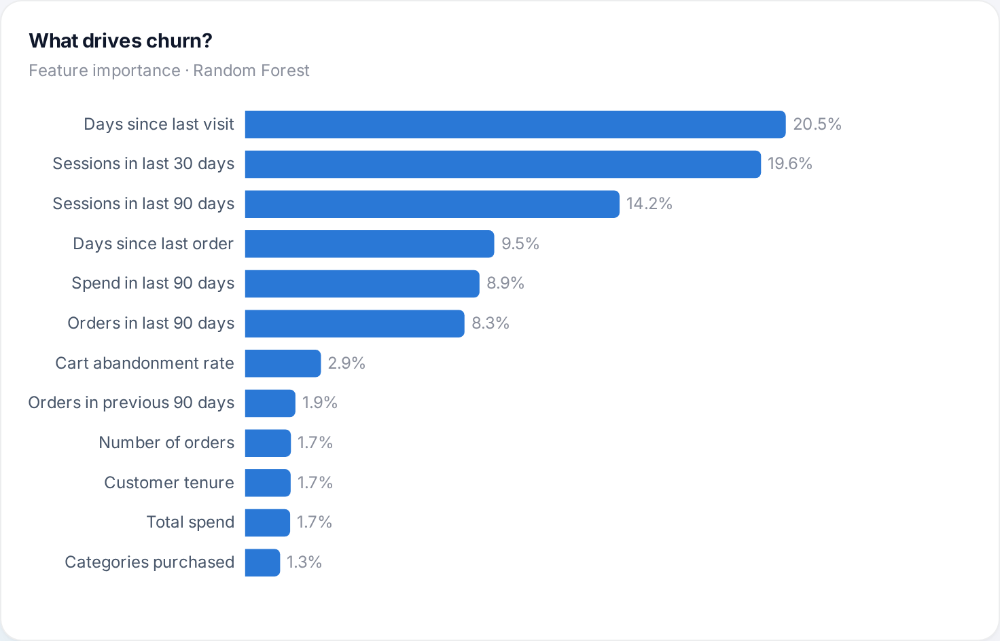 What drives churn?
Feature importance · Random Forest
Days since last visit 20.5%
Sessions in last 30 days 19.6%
Sessions in last 90 days 14.2%
Days since last order 9.5%
Spend in last 90 days 8.9%
Orders in last 90 days 8.3%
Cart abandonment rate 2.9%
Orders in previous 90 days 1.9%
Number of orders 1.7%
Customer tenure 1.7%
Total spend 1.7%
Categories purchased 1.3%